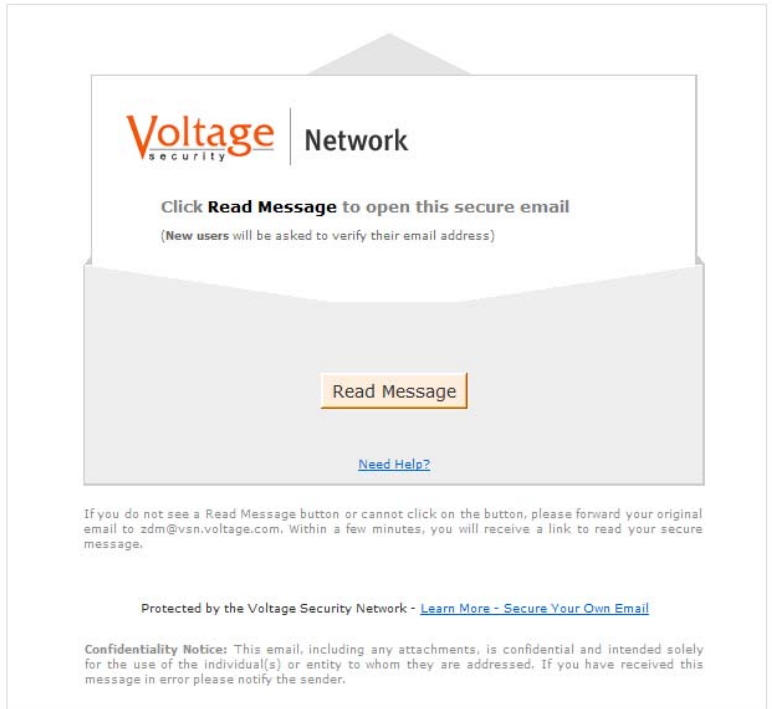 Voltage
security
Network
Click Read Message to open this secure email
(New users will be asked to verify their email address)
Read Message
Need Help?
If you do not see a Read Message button or cannot click on the button, please forward your original
email to zdm@vsn.voltage.com. Within a few minutes, you will receive a link to read your secure
message.
Protected by the Voltage Security Network - Learn More - Secure Your Own Email
Confidentiality Notice: This email, including any attachments, is confidential and intended solely
for the use of the individual(s) or entity to whom they are addressed. If you have received this
message in error please notify the sender.